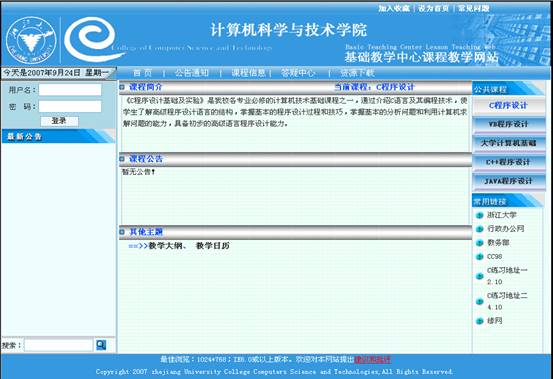 加入收藏 | 设为首页 | 常见问题
计算机科学与技术学院
College of Computer Science and Technology
Basic Teaching Center Lesson Teaching Web
基础教学中心课程教学网站
今天是2007年9月24日 星期一
首 页 | 公告通知 | 课程信息 | 答疑中心 | 资源下载
用户名：
密 码：
登录
最新公告
搜索：
课程简介 当前课程：C程序设计
《C程序设计基础及实验》是我校各专业必修的计算机技术基础课程之一，通过介绍C语言及其编程技术，使
学生了解高级程序设计语言的结构，掌握基本的程序设计过程和技巧，掌握基本的分析问题和利用计算机求
解问题的能力，具备初步的高级语言程序设计能力。
课程公告
暂无公告！
其他主题
==>>教学大纲、 教学日历
公共课程
C程序设计
VB程序设计
大学计算机基础
C++程序设计
JAVA程序设计
常用链接
浙江大学
行政办公网
教务部
CC98
C练习地址一
2.10
C练习地址二
4.10
缘网
最佳浏览：1024*768；IE6.0或以上版本。欢迎对本网站提出建议和批评
Copyright 2007 zhejiang University College Computers Science and Technologies,All Rights Reserved.